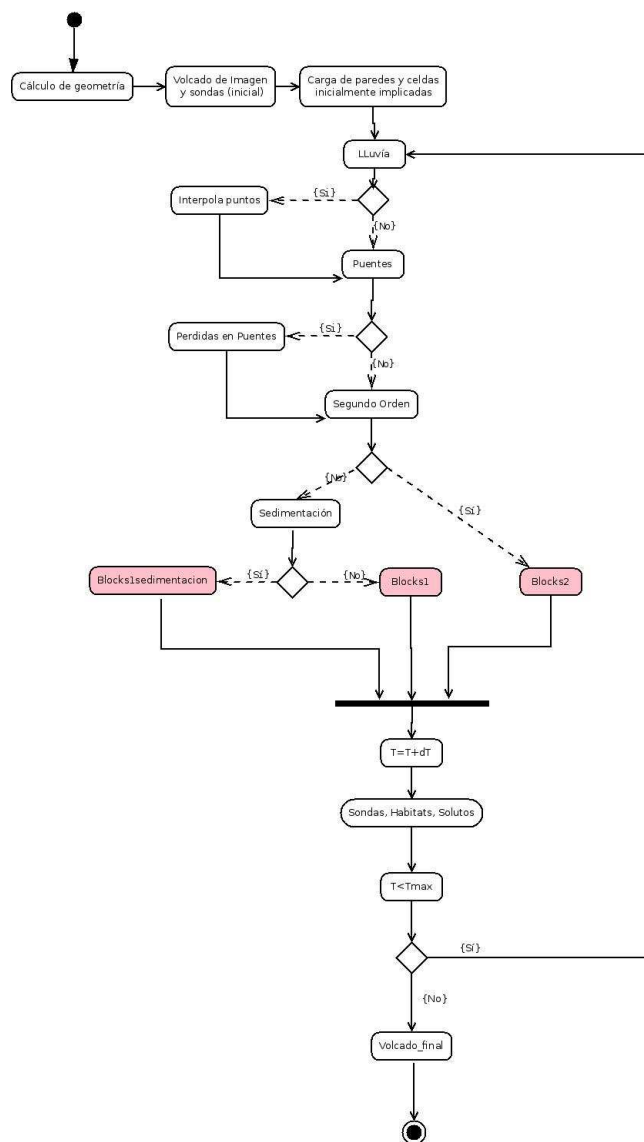 Cálculo de geometría
Volcado de Imagen
y sondas (inicial)
Carga de paredes y celdas
inicialmente implicadas
LLuvía
{Si}
Interpola puntos
{No}
Puentes
{Si}
Perdidas en Puentes
{No}
Segundo Orden
{No}
{Sí}
Sedimentación
Blocks1sedimentacion
{Sí}
{No}
Blocks1
Blocks2
T=T+dT
Sondas, Habitats, Solutos
T<Tmax
{Sí}
{No}
Volcado_final